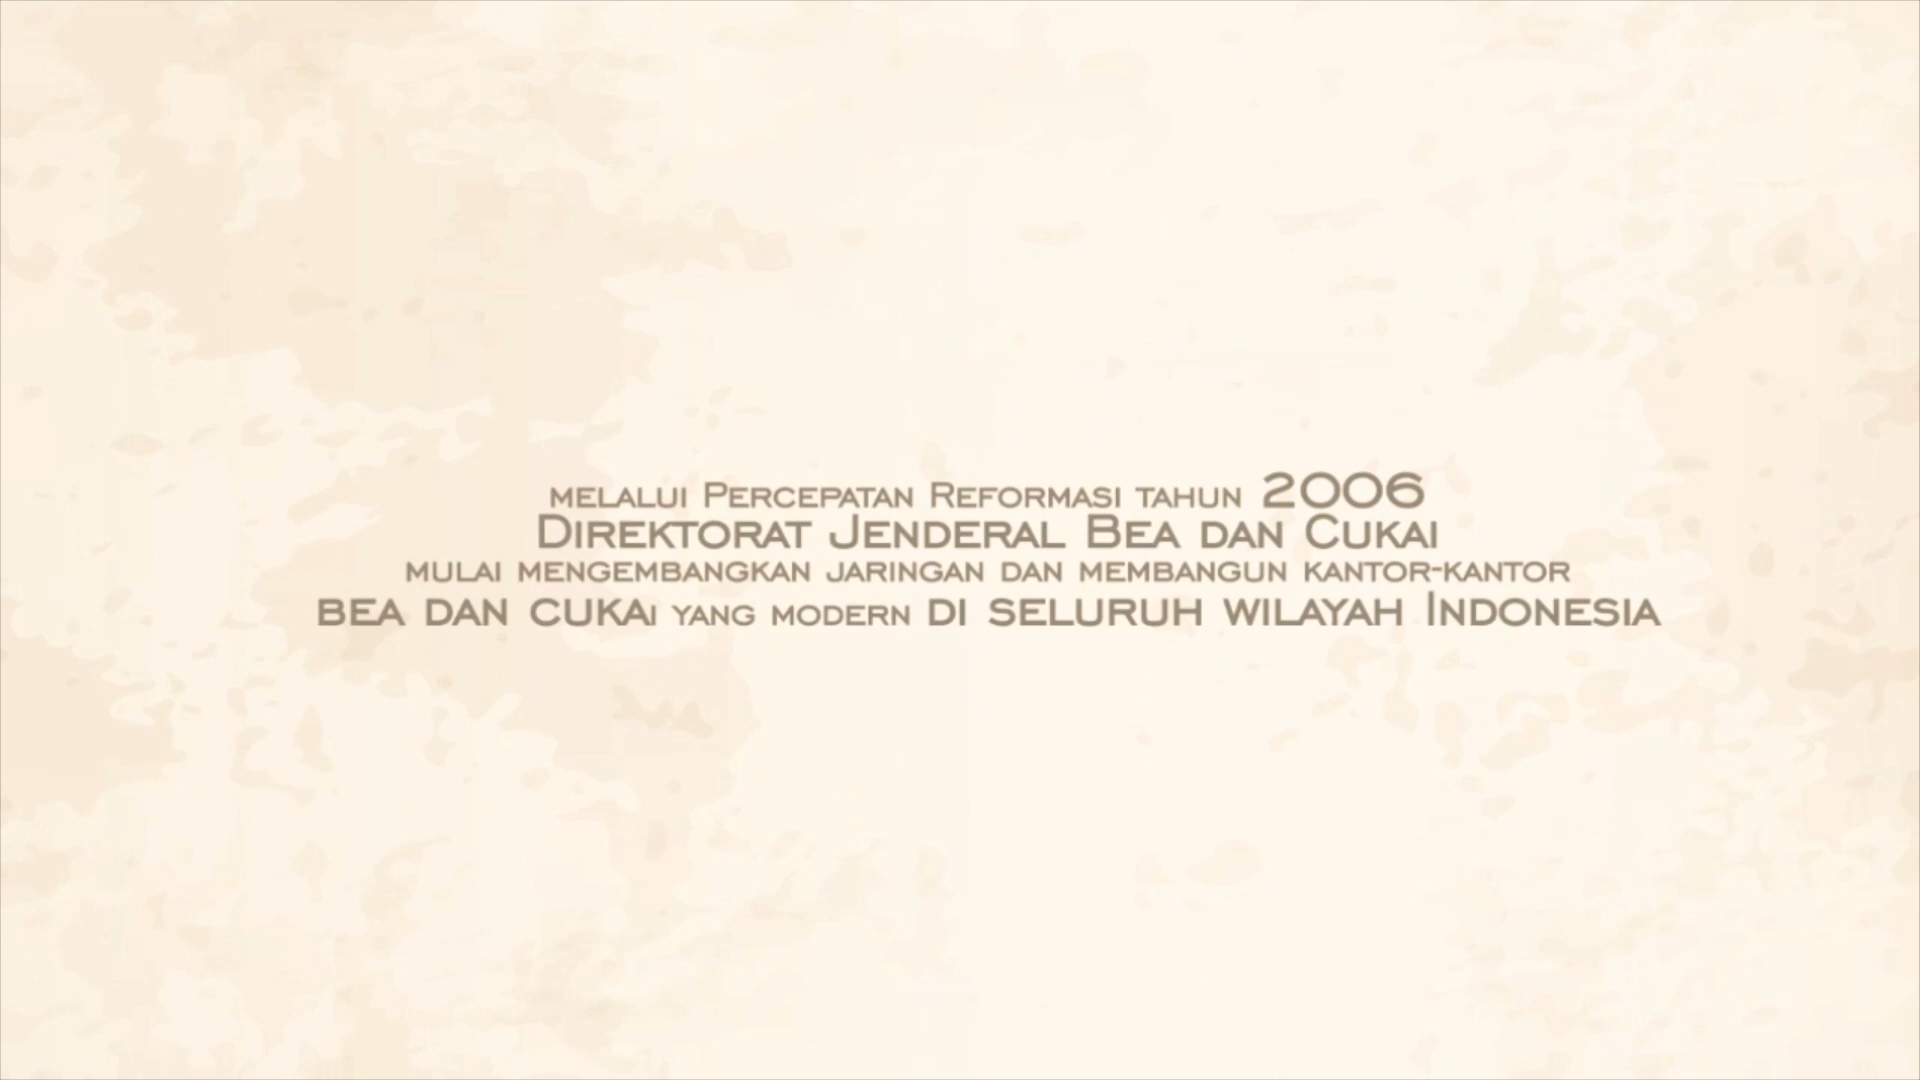 melalui Percepatan Reformasi tahun 2006
Direktorat Jenderal Bea dan Cukai
mulai mengembangkan jaringan dan membangun kantor-kantor
BEA DAN CUKAi yang modern DI SELURUH WILAYAH INDONESIA